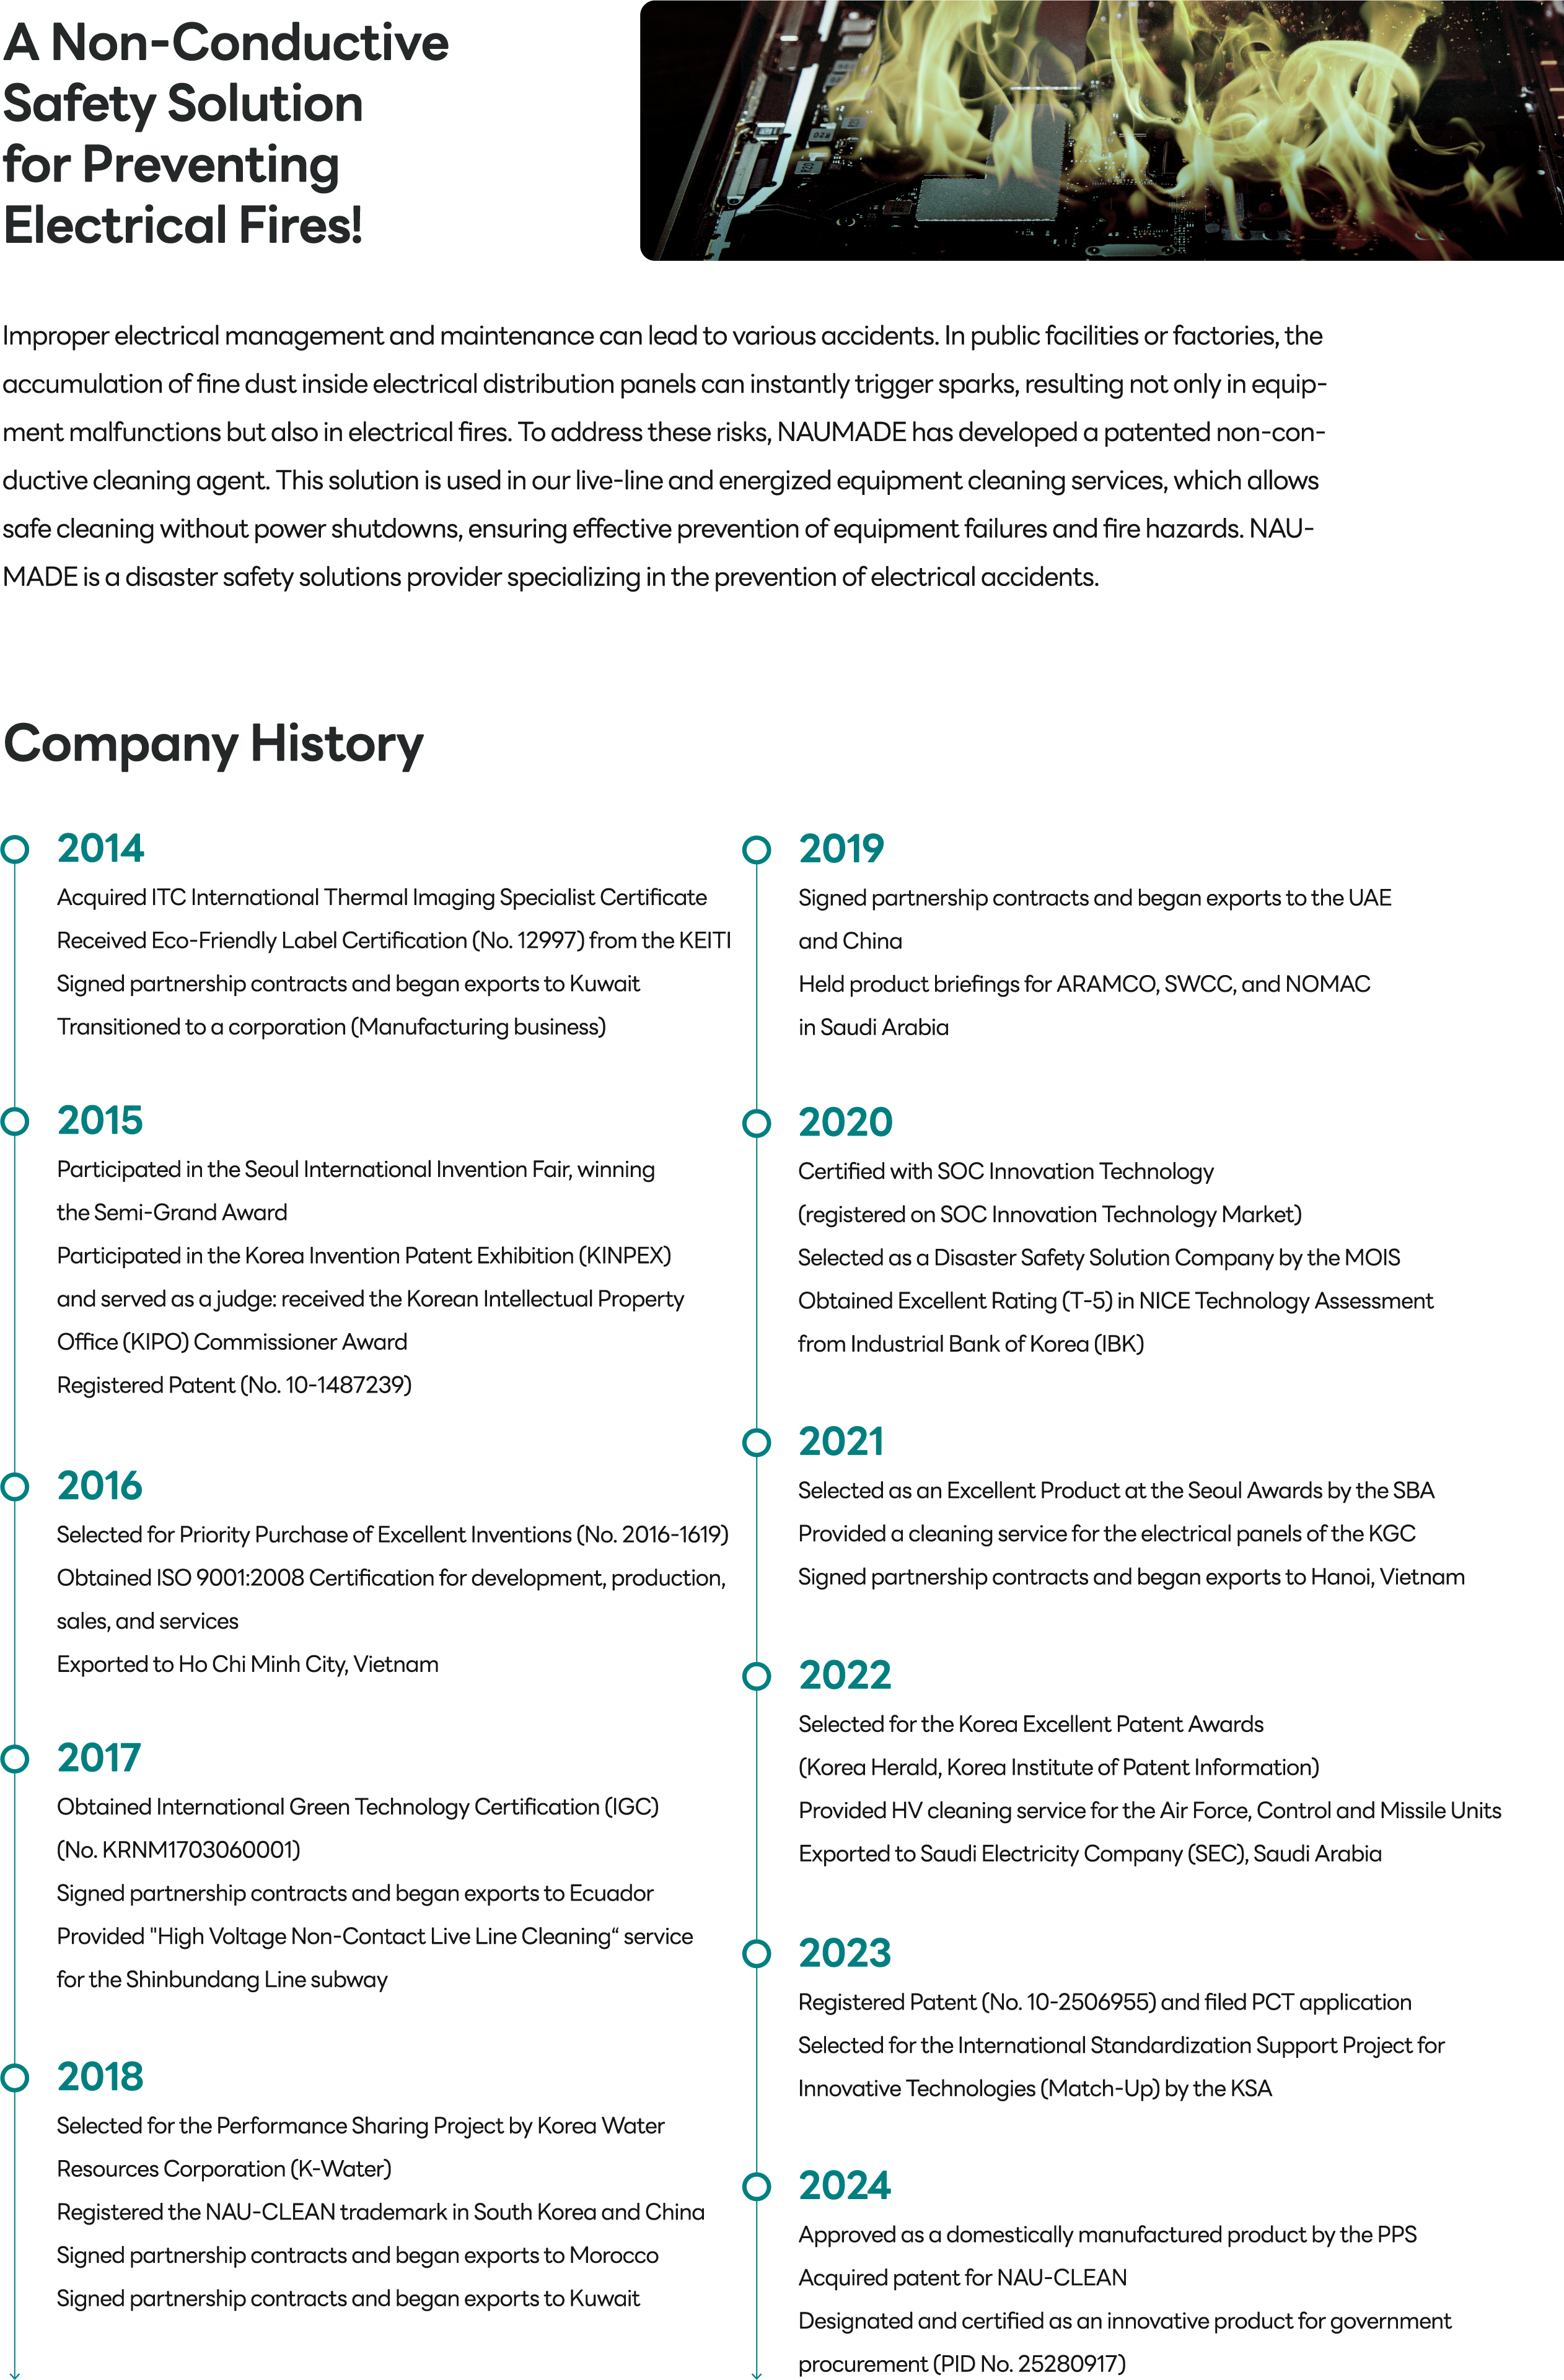 A Non-Conductive
Safety Solution
for Preventing
Electrical Fires!
Improper electrical management and maintenance can lead to various accidents. In public facilities or factories, the
accumulation of fine dust inside electrical distribution panels can instantly trigger sparks, resulting not only in equip-
ment malfunctions but also in electrical fires. To address these risks, NAUMADE has developed a patented non-con-
ductive cleaning agent. This solution is used in our live-line and energized equipment cleaning services, which allows
safe cleaning without power shutdowns, ensuring effective prevention of equipment failures and fire hazards. NAU-
MADE is a disaster safety solutions provider specializing in the prevention of electrical accidents.
Company History
2014
Acquired ITC International Thermal Imaging Specialist Certificate
Received Eco-Friendly Label Certification (No. 12997) from the KEITI
Signed partnership contracts and began exports to Kuwait
Transitioned to a corporation (Manufacturing business)
2015
Participated in the Seoul International Invention Fair, winning
the Semi-Grand Award
Participated in the Korea Invention Patent Exhibition (KINPEX)
and served as a judge: received the Korean Intellectual Property
Office (KIPO) Commissioner Award
Registered Patent (No. 10-1487239)
2016
Selected for Priority Purchase of Excellent Inventions (No. 2016-1619)
Obtained ISO 9001:2008 Certification for development, production,
sales, and services
Exported to Ho Chi Minh City, Vietnam
2017
Obtained International Green Technology Certification (IGC)
(No. KRNM1703060001)
Signed partnership contracts and began exports to Ecuador
Provided "High Voltage Non-Contact Live Line Cleaning“ service
for the Shinbundang Line subway
2018
Selected for the Performance Sharing Project by Korea Water
Resources Corporation (K-Water)
Registered the NAU-CLEAN trademark in South Korea and China
Signed partnership contracts and began exports to Morocco
Signed partnership contracts and began exports to Kuwait
2019
Signed partnership contracts and began exports to the UAE
and China
Held product briefings for ARAMCO, SWCC, and NOMAC
in Saudi Arabia
2020
Certified with SOC Innovation Technology
(registered on SOC Innovation Technology Market)
Selected as a Disaster Safety Solution Company by the MOIS
Obtained Excellent Rating (T-5) in NICE Technology Assessment
from Industrial Bank of Korea (IBK)
2021
Selected as an Excellent Product at the Seoul Awards by the SBA
Provided a cleaning service for the electrical panels of the KGC
Signed partnership contracts and began exports to Hanoi, Vietnam
2022
Selected for the Korea Excellent Patent Awards
(Korea Herald, Korea Institute of Patent Information)
Provided HV cleaning service for the Air Force, Control and Missile Units
Exported to Saudi Electricity Company (SEC), Saudi Arabia
2023
Registered Patent (No. 10-2506955) and filed PCT application
Selected for the International Standardization Support Project for
Innovative Technologies (Match-Up) by the KSA
2024
Approved as a domestically manufactured product by the PPS
Acquired patent for NAU-CLEAN
Designated and certified as an innovative product for government
procurement (PID No. 25280917)